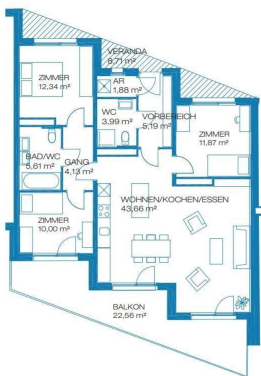 VERANDA
8,71 m²
ZIMMER
12,34 m²
AR
1,88 m²
WC
3,99 m²
VORBEREICH
5,19 m²
ZIMMER
11,87 m²
BAD/WC
5,61 m²
GANG
4,13 m²
WOHNEN/KOCHEN/ESSEN
43,66 m²
ZIMMER
10,00 m²
BALKON
22,56 m²